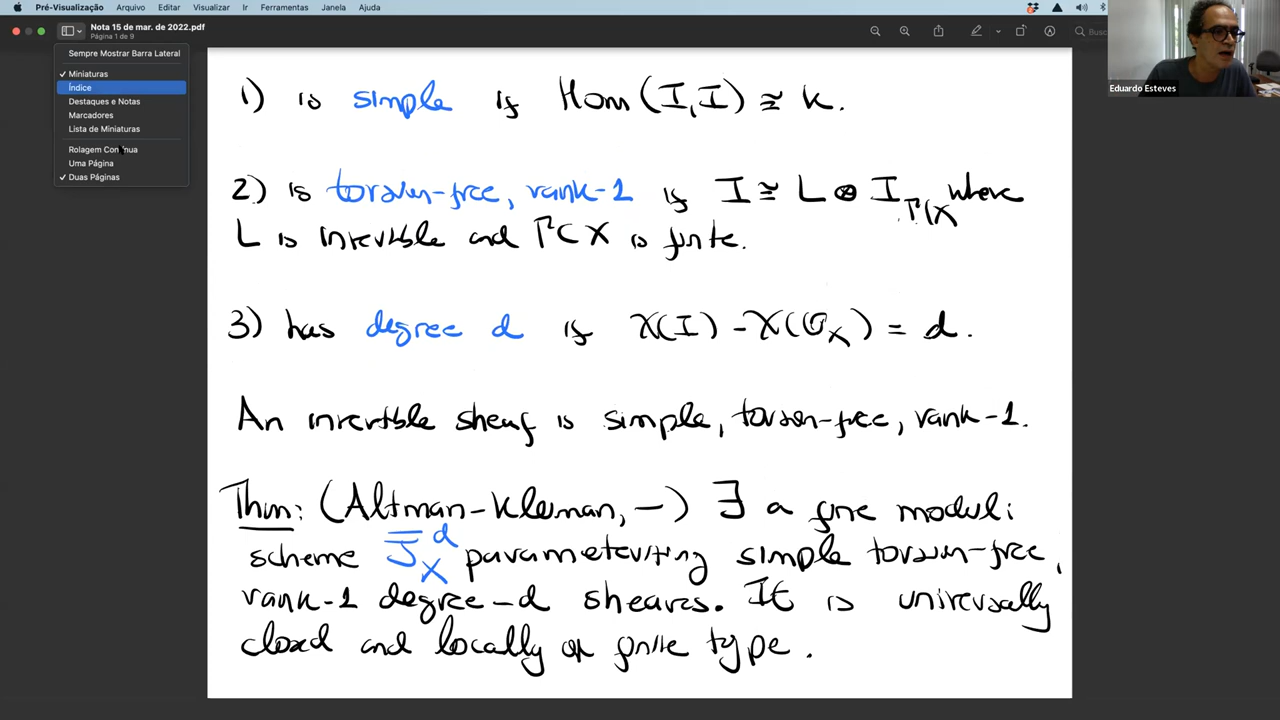 Pré-Visualização Arquivo Editar Visualizar Ir Ferramentas Janela Ajuda
Nota 15 de mar. de 2022.pdf
Página 1 de 9
Busc
Sempre Mostrar Barra Lateral
Miniaturas
Índice
Destaques e Notas
Marcadores
Lista de Miniaturas
Rolagem Contínua
Uma Página
Duas Páginas
Eduardo Esteves
1) is simple if Hom(I,I) ≅ k.
2) is torsion-free, rank-1 if I ≅ L ⊗ I_{Γ|X} where
L is invertible and Γ⊂X is finite.
3) has degree d if χ(I) - χ(O_X) = d.
An invertible sheaf is simple, torsion-free, rank-1.
Thm: (Altman-Kleiman, —) ∃ a fine moduli
scheme J̅_X^d parameterizing simple torsion-free,
rank-1 degree-d sheaves. It is universally
closed and locally of finite type.